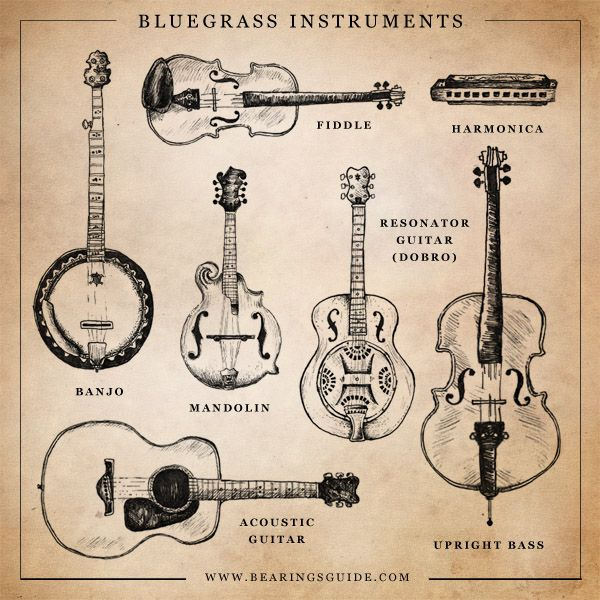 BLUEGRASS INSTRUMENTS
FIDDLE
HARMONICA
RESONATOR
GUITAR
(DOBRO)
BANJO
MANDOLIN
ACOUSTIC
GUITAR
UPRIGHT BASS
WWW.BEARINGSGUIDE.COM